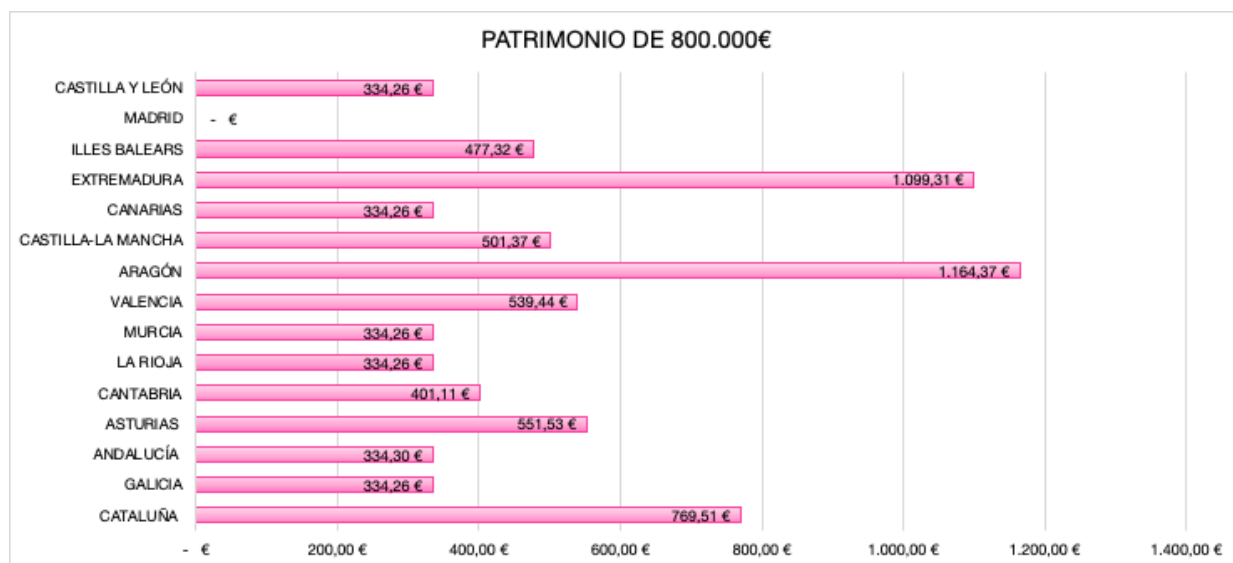 PATRIMONIO DE 800.000€
CASTILLA Y LEÓN 334,26 €
MADRID - €
ILLES BALEARS 477,32 €
EXTREMADURA 1.099,31 €
CANARIAS 334,26 €
CASTILLA-LA MANCHA 501,37 €
ARAGÓN 1.164,37 €
VALENCIA 539,44 €
MURCIA 334,26 €
LA RIOJA 334,26 €
CANTABRIA 401,11 €
ASTURIAS 551,53 €
ANDALUCÍA 334,30 €
GALICIA 334,26 €
CATALUÑA 769,51 €
- € 200,00 € 400,00 € 600,00 € 800,00 € 1.000,00 € 1.200,00 € 1.400,00 €